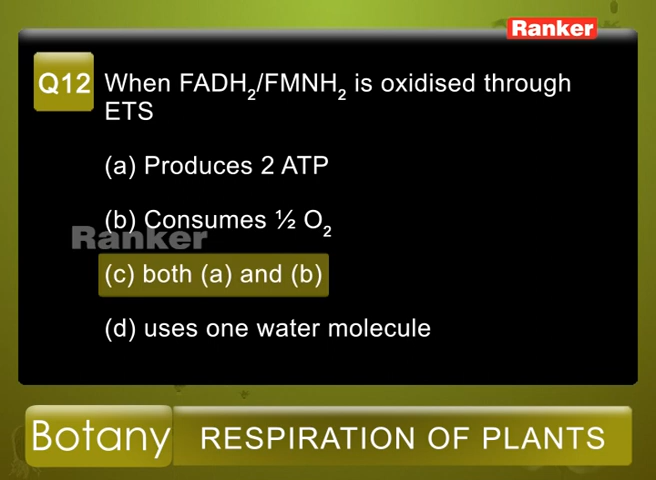 Ranker
Q12 When FADH₂/FMNH₂ is oxidised through
ETS
(a) Produces 2 ATP
(b) Consumes ½ O₂
Ranker
(c) both (a) and (b)
(d) uses one water molecule
Botany RESPIRATION OF PLANTS